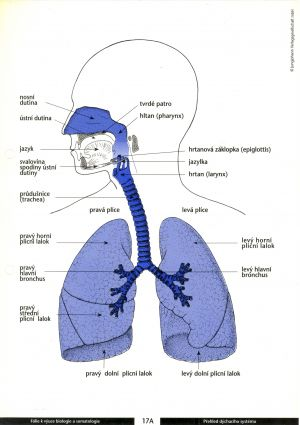 nosní
dutina
ústní dutina
tvrdé patro
hltan (pharynx)
jazyk
svalovina
spodiny ústní
dutiny
hrtanová záklopka (epiglottis)
jazylka
hrtan (larynx)
průdušnice
(trachea)
pravá plíce
levá plíce
pravý horní
plicní lalok
levý horní
plicní lalok
pravý
hlavní
bronchus
levý hlavní
bronchus
pravý
střední
plicní lalok
pravý dolní plicní lalok
levý dolní plicní lalok
Fólie k výuce biologie a somatologie
17A
Přehled dýchacího systému